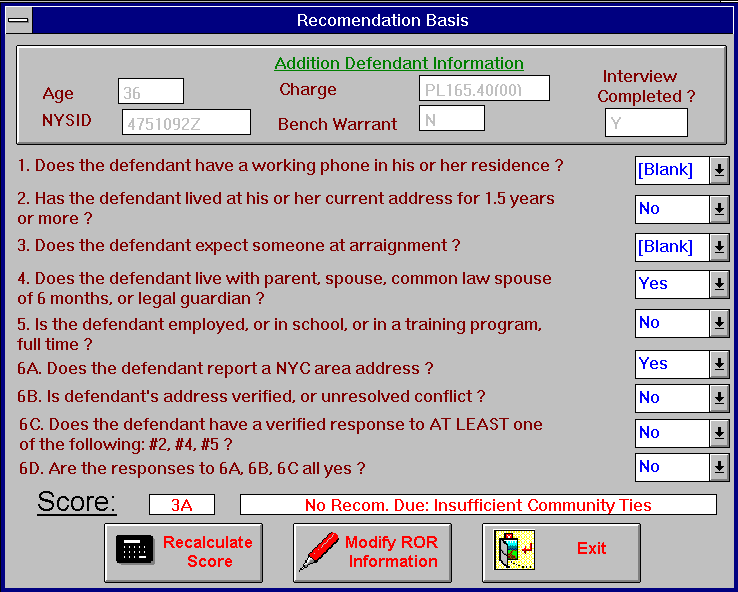 Recomendation Basis
Addition Defendant Information
Age 36 Charge PL165.40(00) Interview
Completed ?
NYSID 4751092Z Bench Warrant N Y
1. Does the defendant have a working phone in his or her residence ? [Blank]
2. Has the defendant lived at his or her current address for 1.5 years
or more ? No
3. Does the defendant expect someone at arraignment ? [Blank]
4. Does the defendant live with parent, spouse, common law spouse
of 6 months, or legal guardian ? Yes
5. Is the defendant employed, or in school, or in a training program,
full time ? No
6A. Does the defendant report a NYC area address ? Yes
6B. Is defendant's address verified, or unresolved conflict ? No
6C. Does the defendant have a verified response to AT LEAST one
of the following: #2, #4, #5 ? No
6D. Are the responses to 6A, 6B, 6C all yes ? No
Score: 3A No Recom. Due: Insufficient Community Ties
Recalculate
Score
Modify ROR
Information
Exit